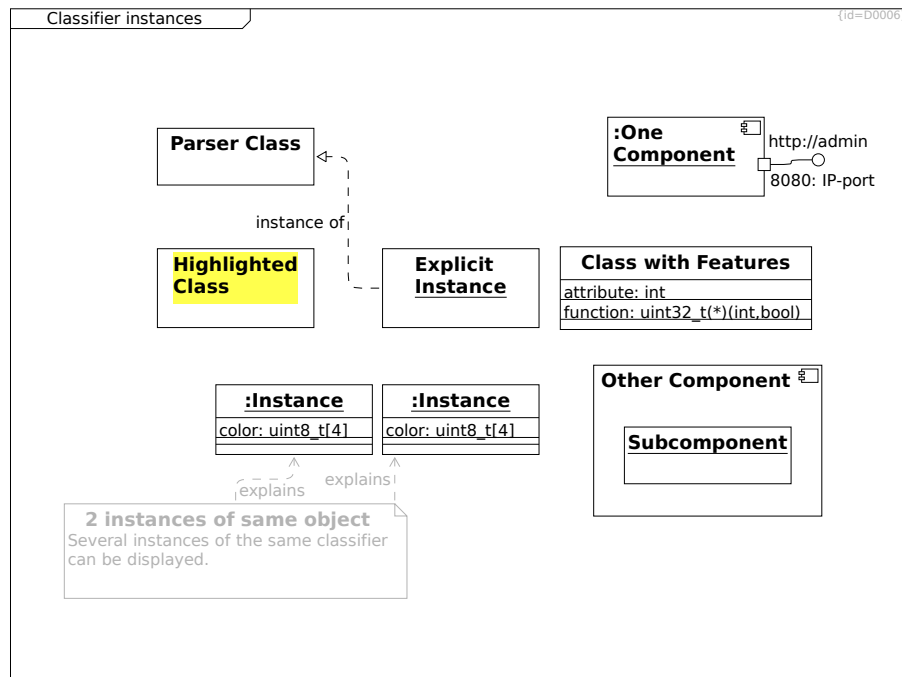 Classifier instances
{id=D0006
Parser Class
:One
Component
http://admin
8080: IP-port
instance of
Highlighted
Class
Explicit
Instance
Class with Features
attribute: int
function: uint32_t(*)(int,bool)
:Instance
color: uint8_t[4]
:Instance
color: uint8_t[4]
Other Component
Subcomponent
explains
explains
2 instances of same object
Several instances of the same classifier
can be displayed.